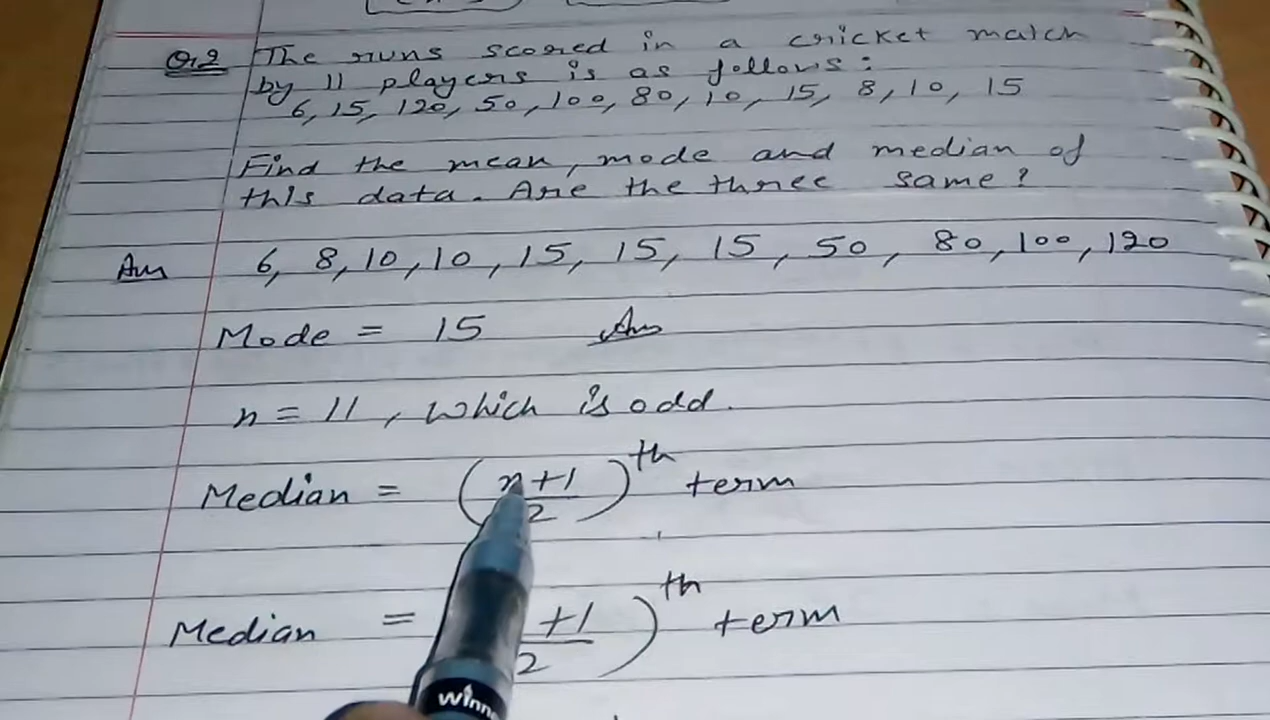 Q.2 The runs scored in a cricket match
by 11 players is as follows:
6, 15, 120, 50, 100, 80, 10, 15, 8, 10, 15
Find the mean, mode and median of
this data. Are the three same?
Ans 6, 8, 10, 10, 15, 15, 15, 50, 80, 100, 120
Mode = 15 Ans
n = 11, which is odd.
Median = (n+1/2)th term
Median = +1/2)th term